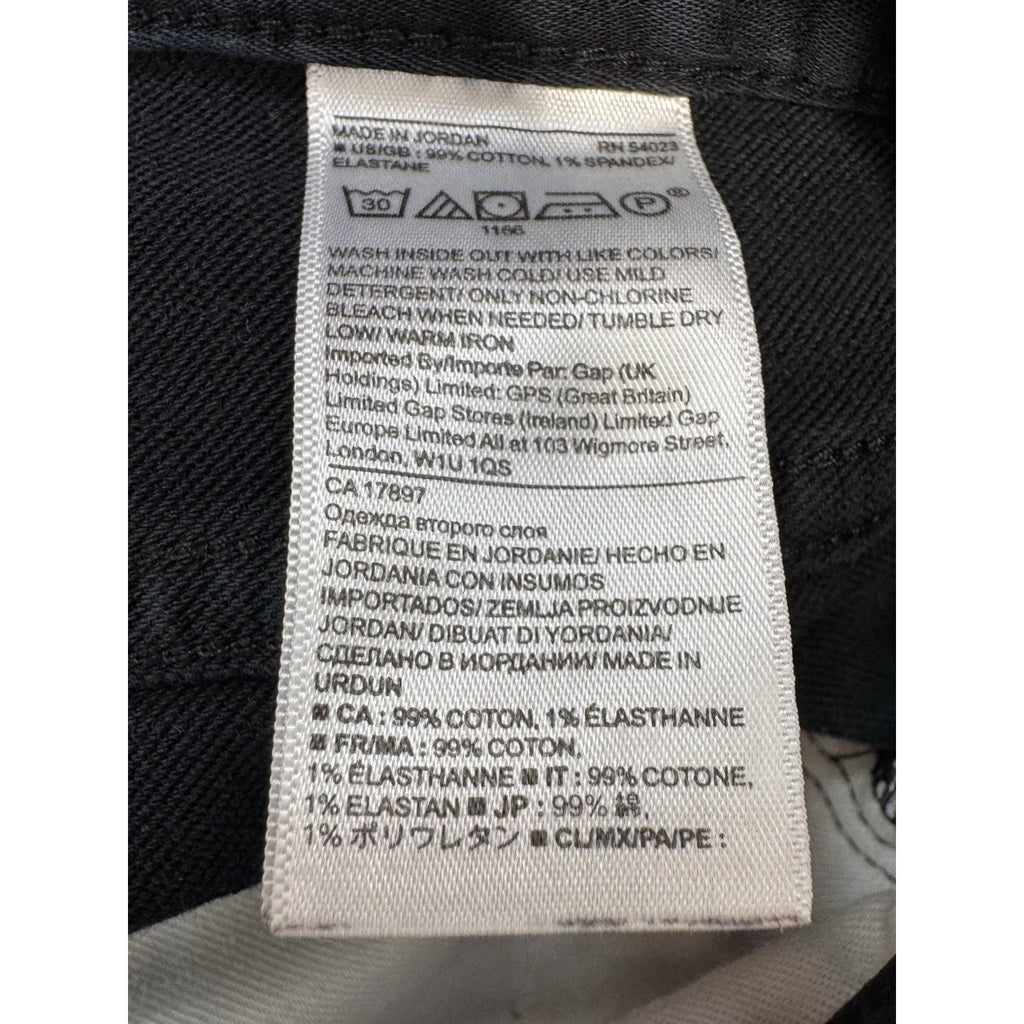 MADE IN JORDAN RN 54023
■ US/GB : 99% COTTON, 1% SPANDEX/
ELASTANE
30 P®
1166
WASH INSIDE OUT WITH LIKE COLORS/
MACHINE WASH COLD/ USE MILD
DETERGENT/ ONLY NON-CHLORINE
BLEACH WHEN NEEDED/ TUMBLE DRY
LOW/ WARM IRON
Imported By/Importe Par: Gap (UK
Holdings) Limited: GPS (Great Britain)
Limited Gap Stores (Ireland) Limited Gap
Europe Limited All at 103 Wigmore Street,
London, W1U 1QS
CA 17897
Одежда второго слоя
FABRIQUE EN JORDANIE/ HECHO EN
JORDANIA CON INSUMOS
IMPORTADOS/ ZEMLJA PROIZVODNJE
JORDAN/ DIBUAT DI YORDANIA/
СДЕЛАНО В ИОРДАНИИ/ MADE IN
URDUN
■ CA : 99% COTON, 1% ÉLASTHANNE
■ FR/MA : 99% COTON,
1% ÉLASTHANNE ■ IT : 99% COTONE,
1% ELASTAN ■ JP : 99% 綿,
1% ポリウレタン ■ CL/MX/PA/PE :